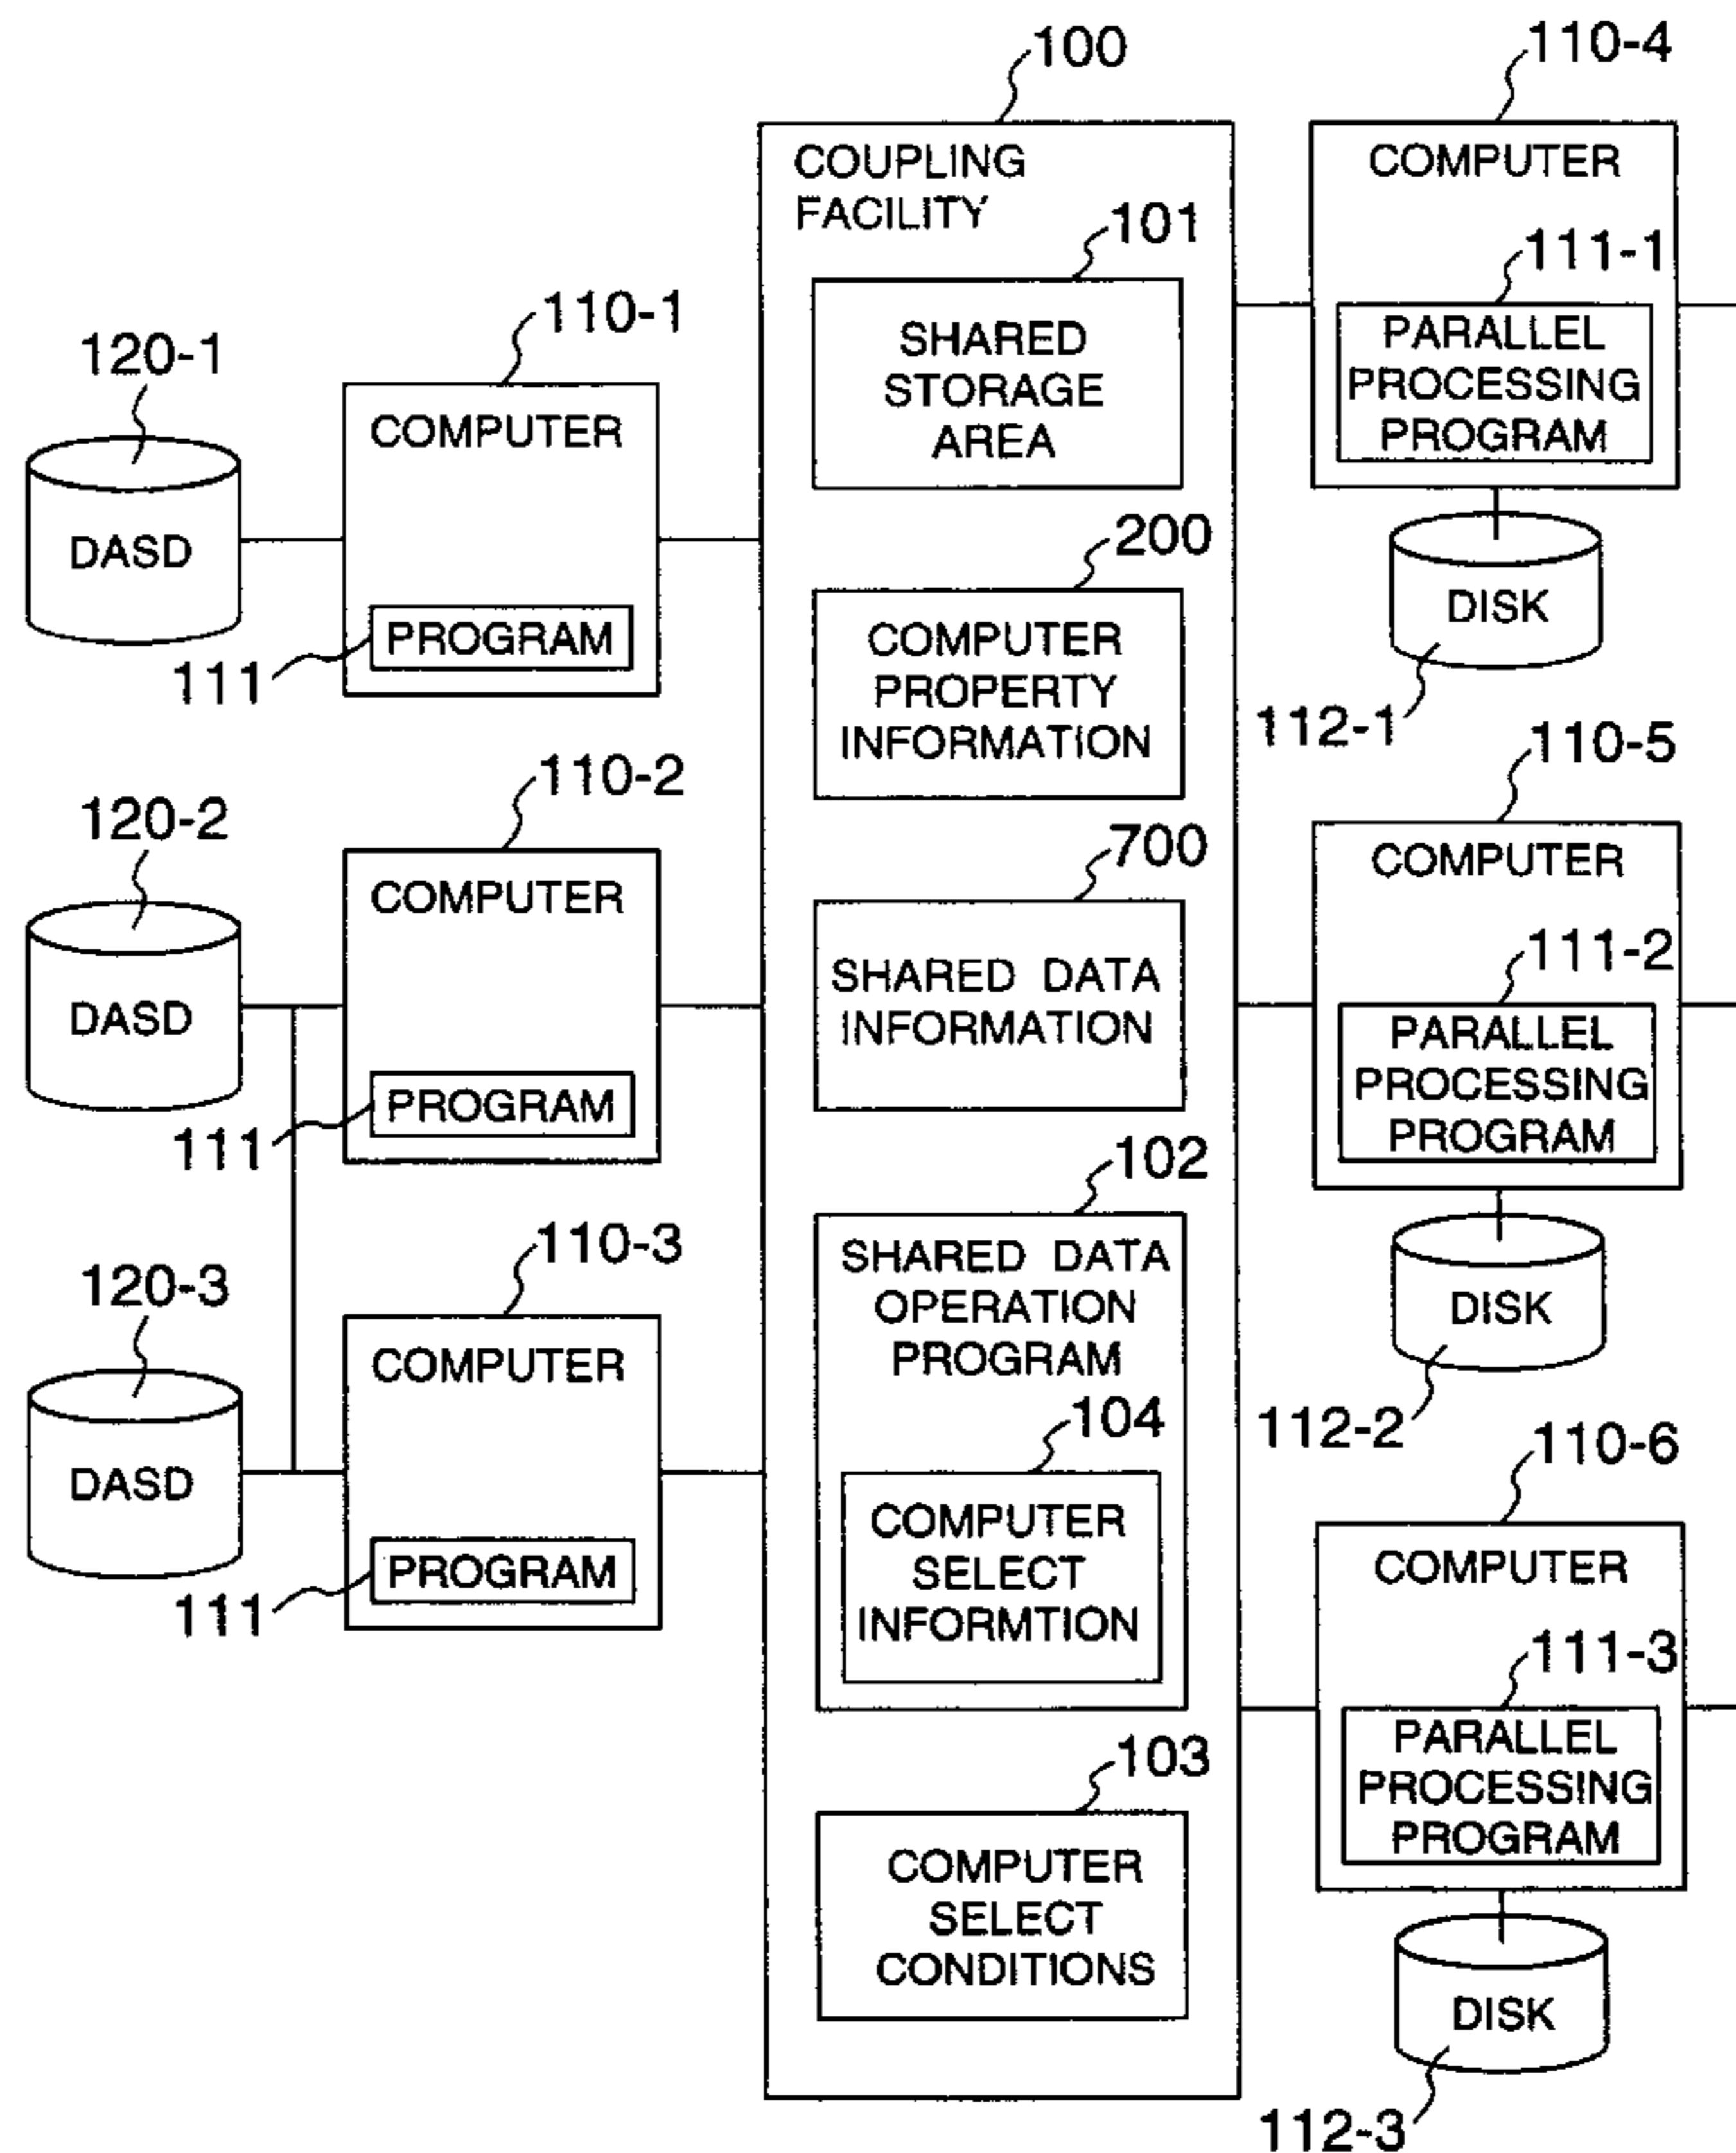 100
110-4
COUPLING
FACILITY
COMPUTER
101
111-1
110-1
SHARED
STORAGE
AREA
PARALLEL
PROCESSING
PROGRAM
120-1
COMPUTER
DASD
200
DISK
PROGRAM
111
COMPUTER
PROPERTY
INFORMATION
112-1
110-5
110-2
120-2
700
COMPUTER
COMPUTER
111-2
DASD
SHARED DATA
INFORMATION
PARALLEL
PROCESSING
PROGRAM
PROGRAM
111
102
110-3
120-3
SHARED DATA
OPERATION
PROGRAM
DISK
COMPUTER
104
112-2
110-6
DASD
COMPUTER
SELECT
INFORMTION
COMPUTER
PROGRAM
111
111-3
103
PARALLEL
PROCESSING
PROGRAM
COMPUTER
SELECT
CONDITIONS
DISK
112-3